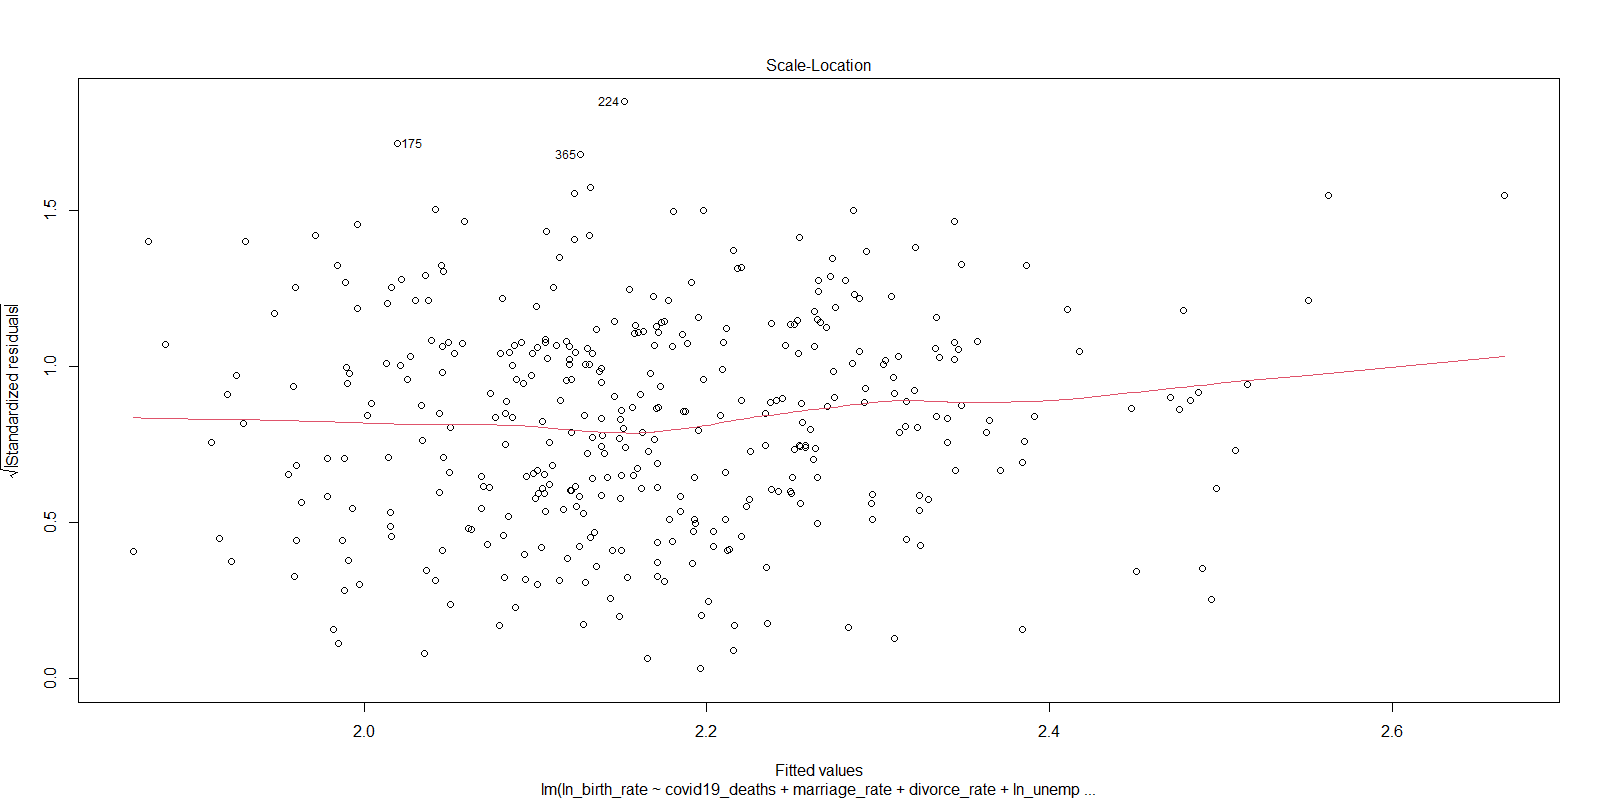 Scale-Location
224
175
365
1.5
1.0
0.5
0.0
√|Standardized residuals|
2.0 2.2 2.4 2.6
Fitted values
lm(ln_birth_rate ~ covid19_deaths + marriage_rate + divorce_rate + ln_unemp ...